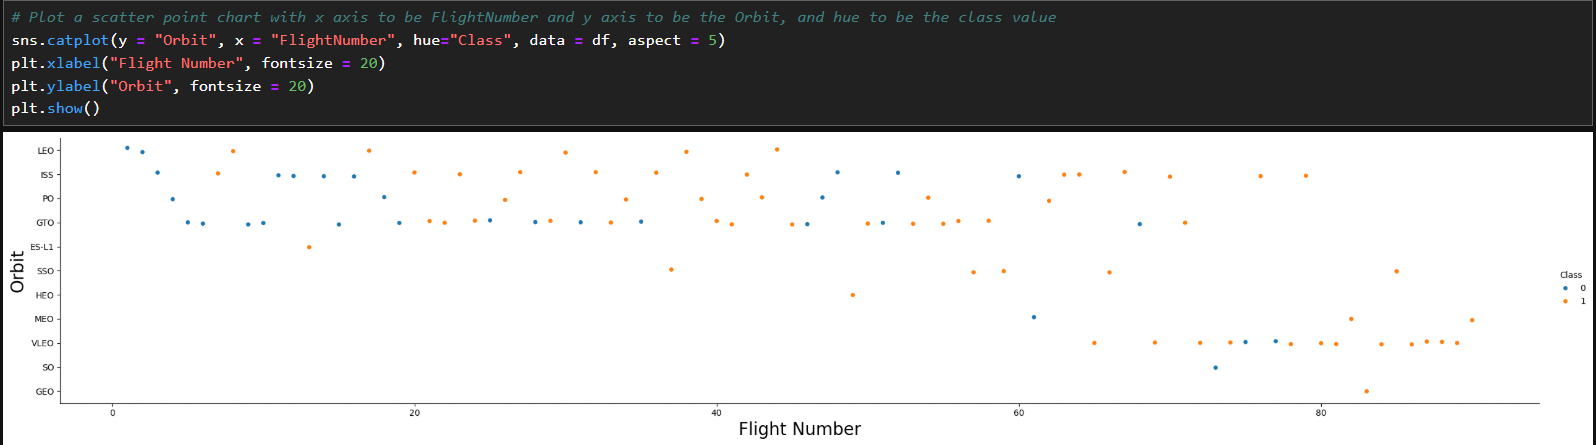 # Plot a scatter point chart with x axis to be FlightNumber and y axis to be the Orbit, and hue to be the class value
sns.catplot(y = "Orbit", x = "FlightNumber", hue="Class", data = df, aspect = 5)
plt.xlabel("Flight Number", fontsize = 20)
plt.ylabel("Orbit", fontsize = 20)
plt.show()
LEO
ISS
PO
GTO
ES-L1
SSO
HEO
MEO
VLEO
SO
GEO
Orbit
0 20 40 60 80
Flight Number
Class
0
1